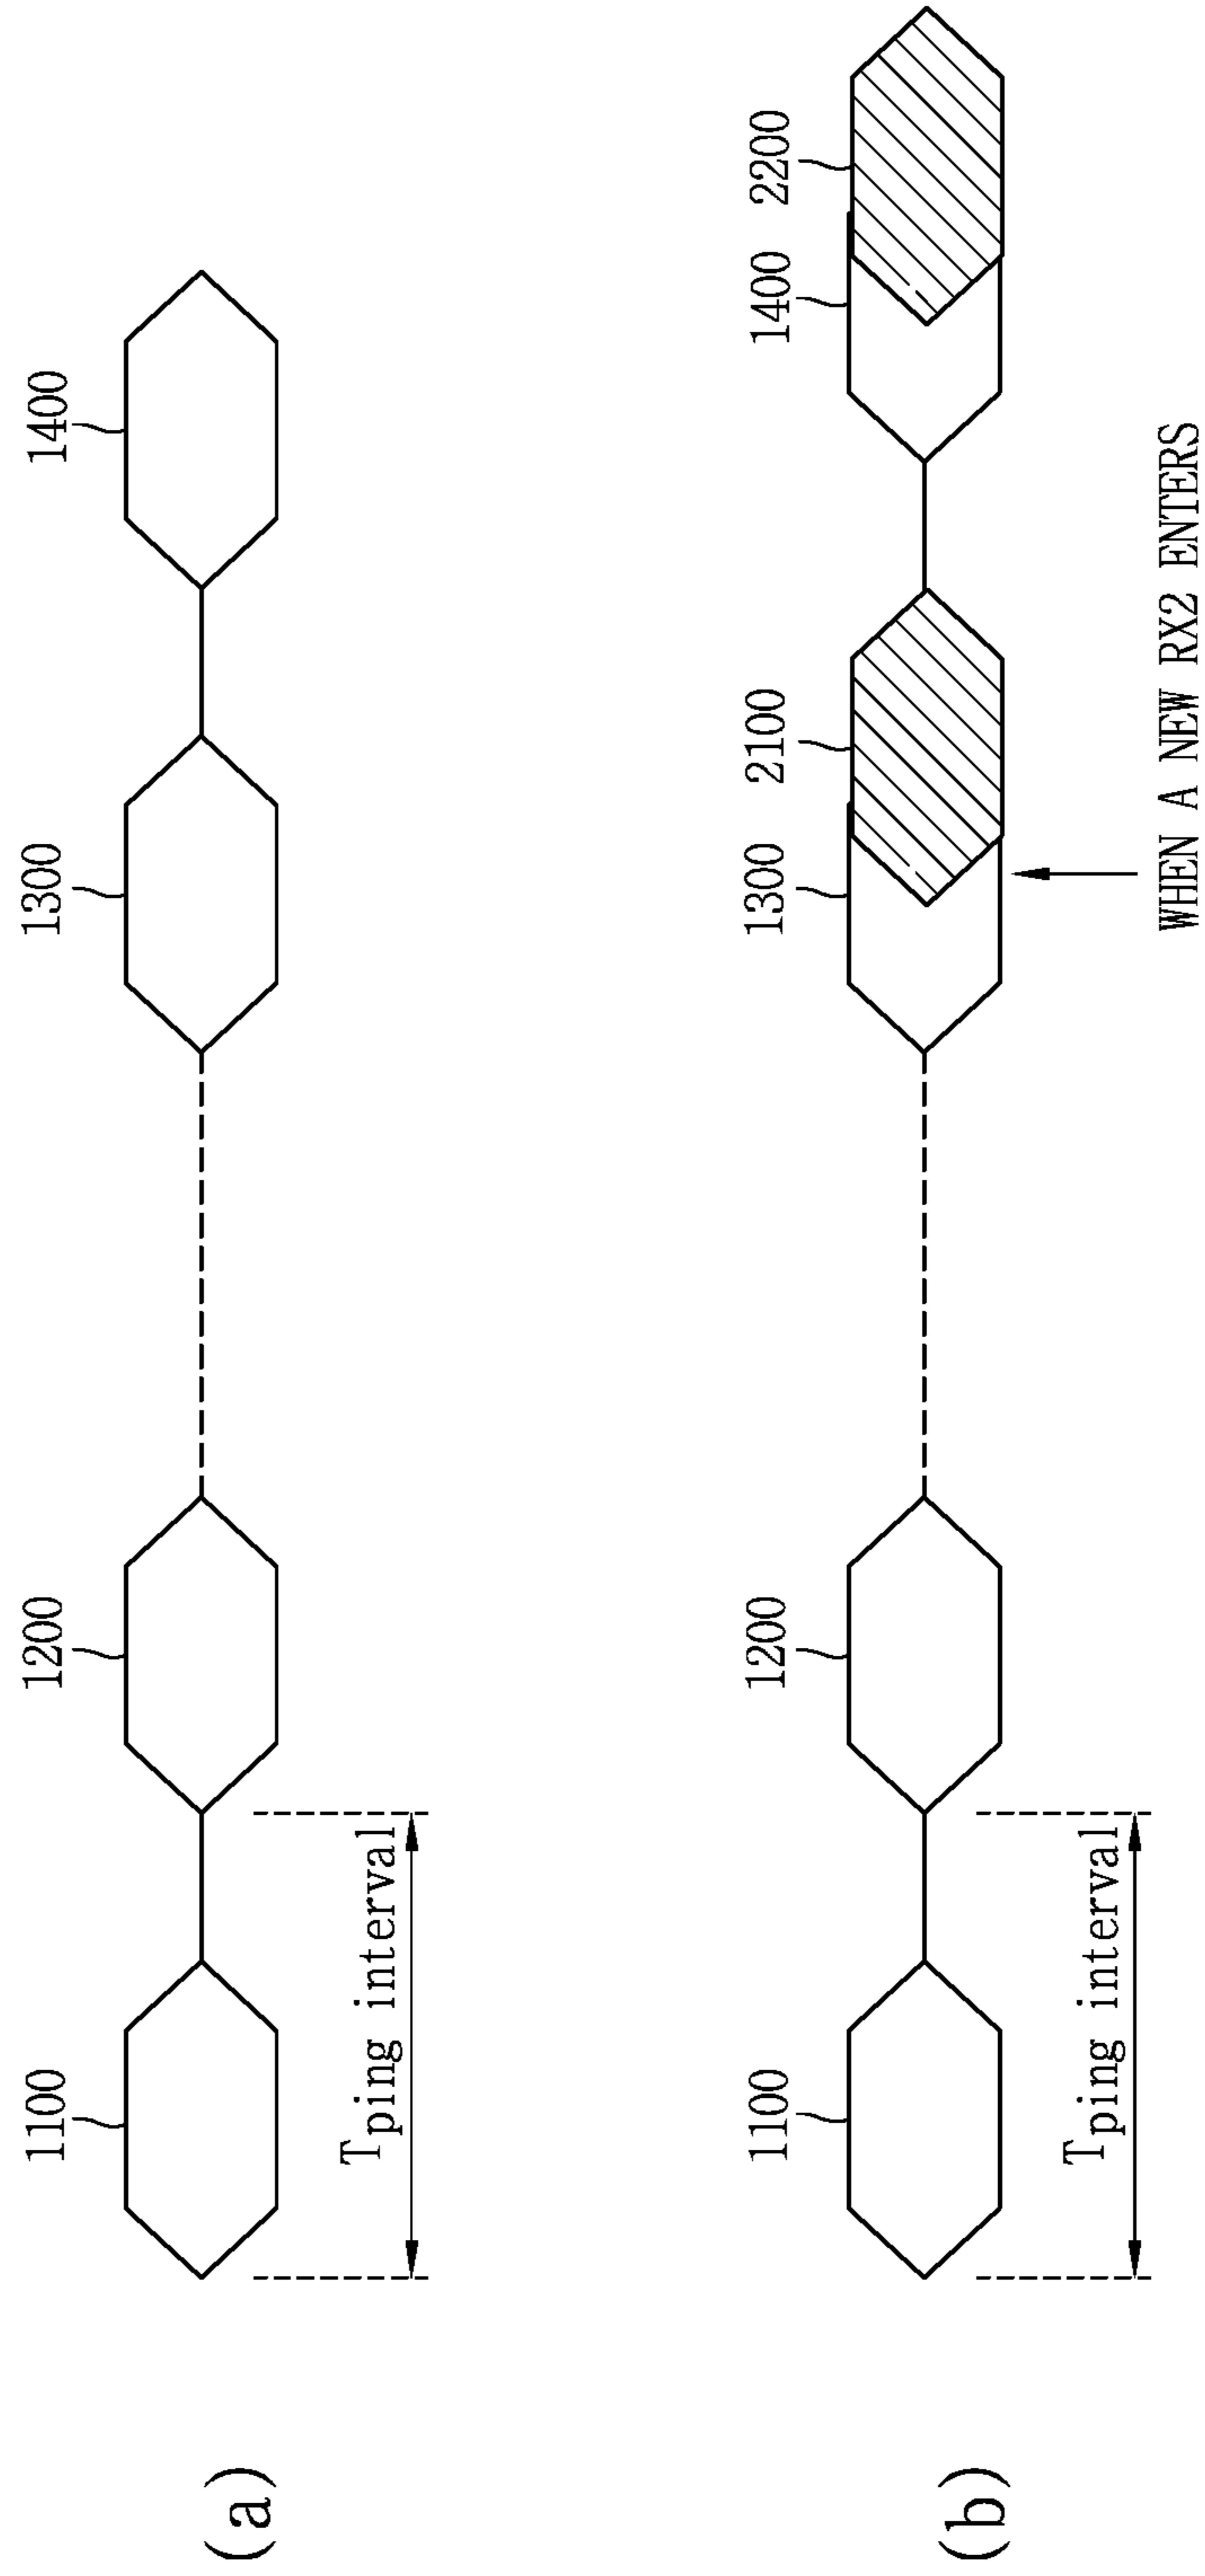 (a)
1100
1200
1300
1400
Tping interval
(b)
1100
1200
1300
2100
1400
2200
Tping interval
WHEN A NEW RX2 ENTERS